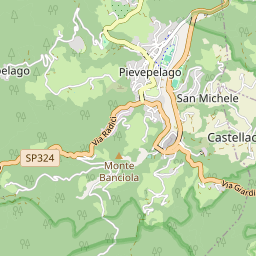 Pievepelago
pelago
San Michele
Castellac
Via Radici
SP324
Monte
Banciola
Via Giardi